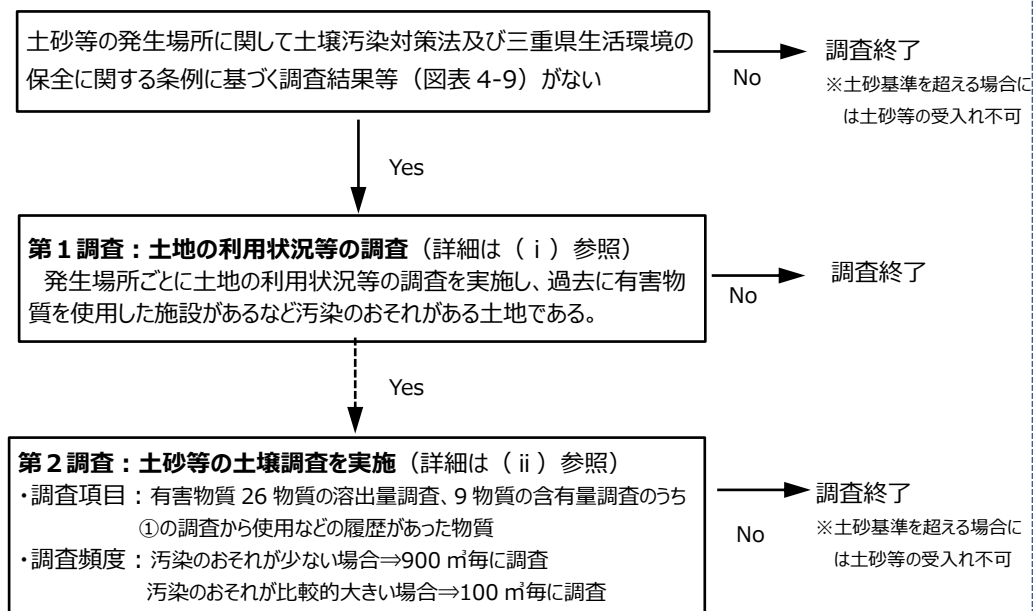 土砂等の発生場所に関して土壌汚染対策法及び三重県生活環境の
保全に関する条例に基づく調査結果等（図表 4-9）がない
No
調査終了
※土砂基準を超える場合に
は土砂等の受入れ不可
Yes
第１調査：土地の利用状況等の調査（詳細は（ⅰ）参照）
発生場所ごとに土地の利用状況等の調査を実施し、過去に有害物
質を使用した施設があるなど汚染のおそれがある土地である。
No
調査終了
Yes
第２調査：土砂等の土壌調査を実施（詳細は（ⅱ）参照）
・調査項目：有害物質 26 物質の溶出量調査、9 物質の含有量調査のうち
①の調査から使用などの履歴があった物質
・調査頻度：汚染のおそれが少ない場合⇒900 ㎡毎に調査
汚染のおそれが比較的大きい場合⇒100 ㎡毎に調査
No
調査終了
※土砂基準を超える場合に
は土砂等の受入れ不可